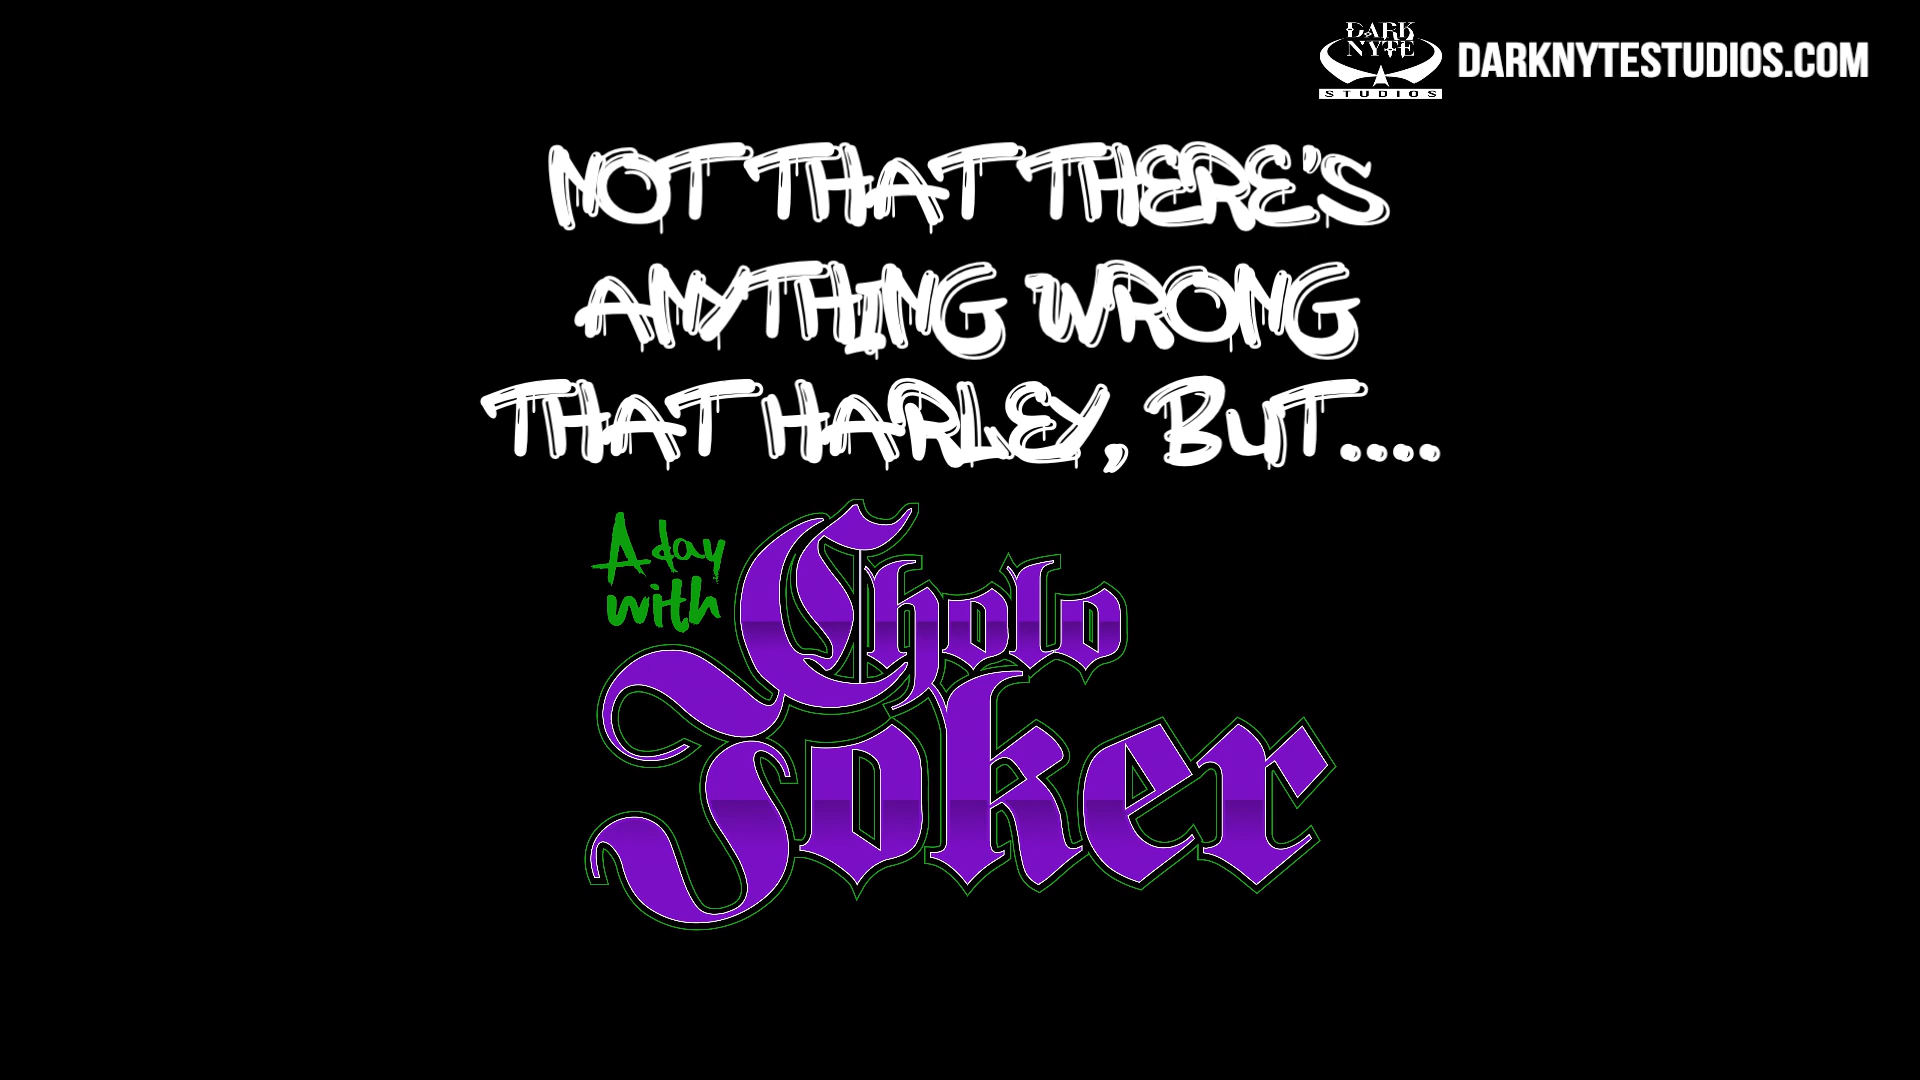 DARK
NYTE
STUDIOS
DARKNYTESTUDIOS.COM
NOT THAT THERE'S
ANYTHING WRONG
THAT HARLEY, BUT....
A day
with
Cholo
Joker